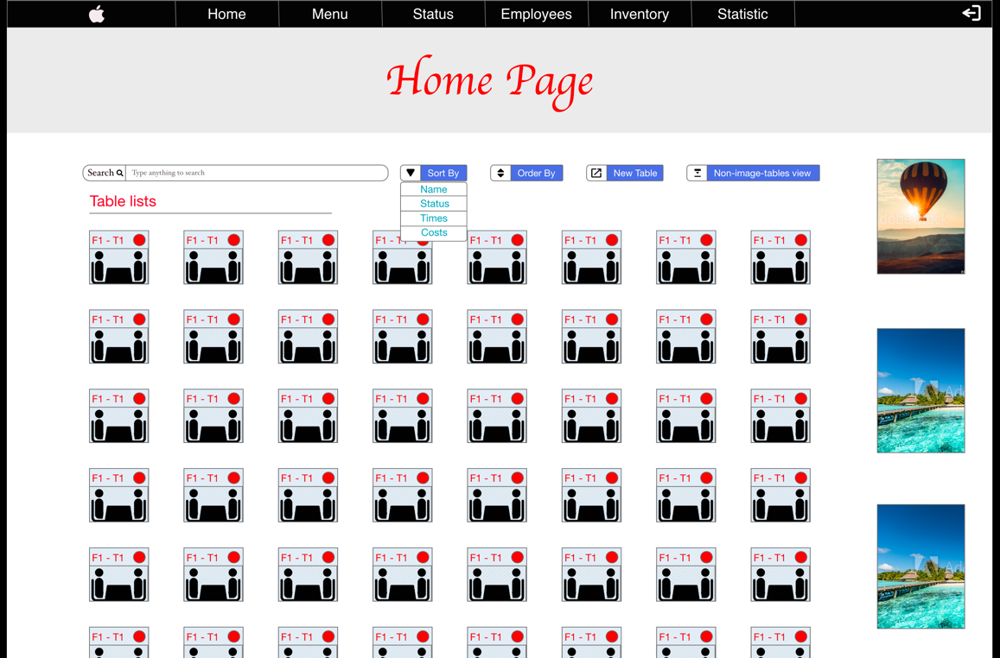 Home Menu Status Employees Inventory Statistic
Home Page
Search Type anything to search Sort By Order By New Table Non-image-tables view
Name
Table lists
Status
Times
Costs
F1 - T1 F1 - T1 F1 - T1 F1 - T1 F1 - T1 F1 - T1 F1 - T1 F1 - T1
F1 - T1 F1 - T1 F1 - T1 F1 - T1 F1 - T1 F1 - T1 F1 - T1 F1 - T1
F1 - T1 F1 - T1 F1 - T1 F1 - T1 F1 - T1 F1 - T1 F1 - T1 F1 - T1
F1 - T1 F1 - T1 F1 - T1 F1 - T1 F1 - T1 F1 - T1 F1 - T1 F1 - T1
F1 - T1 F1 - T1 F1 - T1 F1 - T1 F1 - T1 F1 - T1 F1 - T1 F1 - T1
F1 - T1 F1 - T1 F1 - T1 F1 - T1 F1 - T1 F1 - T1 F1 - T1 F1 - T1